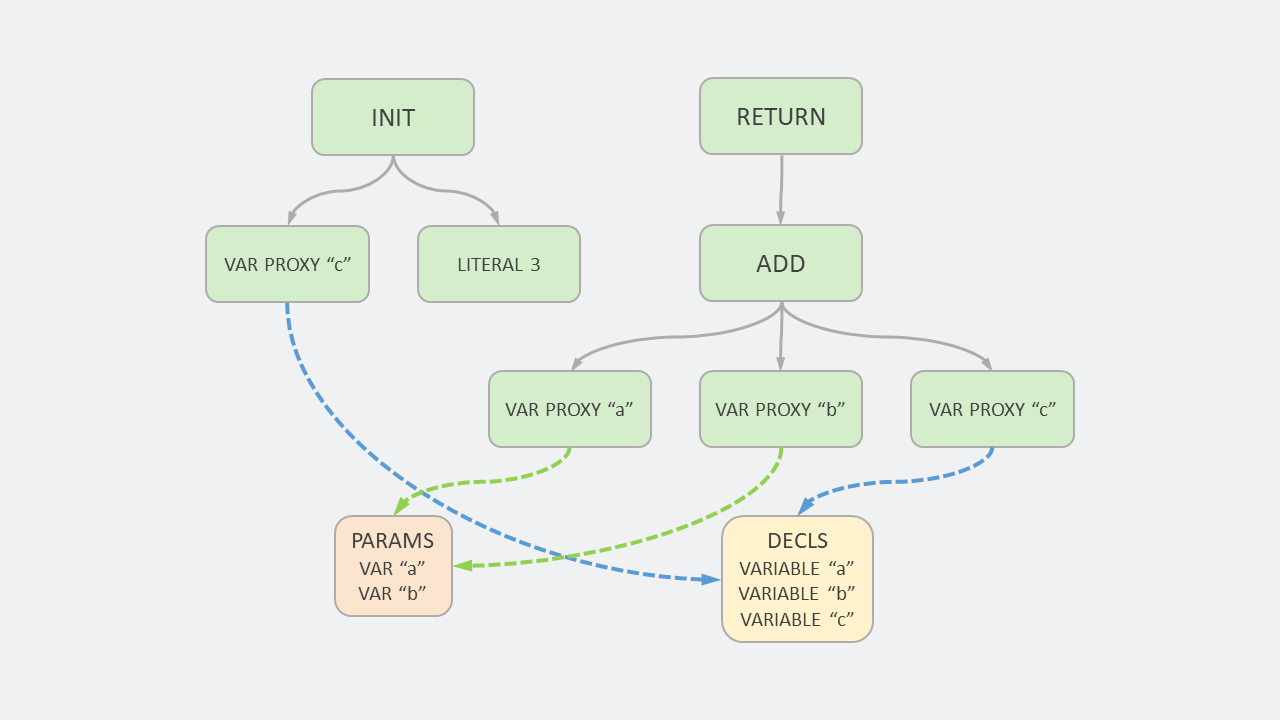 INIT
RETURN
VAR PROXY “c”
LITERAL 3
ADD
VAR PROXY “a”
VAR PROXY “b”
VAR PROXY “c”
PARAMS
VAR “a”
VAR “b”
DECLS
VARIABLE “a”
VARIABLE “b”
VARIABLE “c”